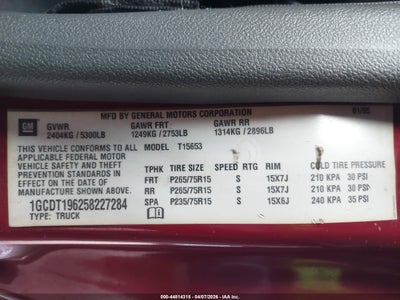 MFD BY GENERAL MOTORS CORPORATION 01/05
GM GVWR GAWR FRT GAWR RR
2404KG / 5300LB 1249KG / 2753LB 1314KG / 2896LB
THIS VEHICLE CONFORMS TO ALL MODEL T15653
APPLICABLE FEDERAL MOTOR
VEHICLE SAFETY AND THEFT
PREVENTION STANDARDS IN
EFFECT ON THE DATE OF
MANUFACTURE SHOWN ABOVE.
1GCDT196258227284
TYPE: TRUCK
COLD TIRE PRESSURE
TPHK TIRE SIZE SPEED RTG RIM
FRT P265/75R15 S 15X7J 210 KPA 30 PSI
RR P265/75R15 S 15X7J 210 KPA 30 PSI
SPA P235/75R15 S 15X6J 240 KPA 35 PSI
000-44814315 - 04/07/2026 - IAA, Inc.